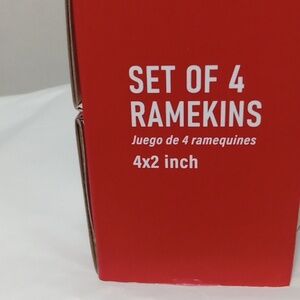 SET OF 4
RAMEKINS
Juego de 4 ramequines
4x2 inch